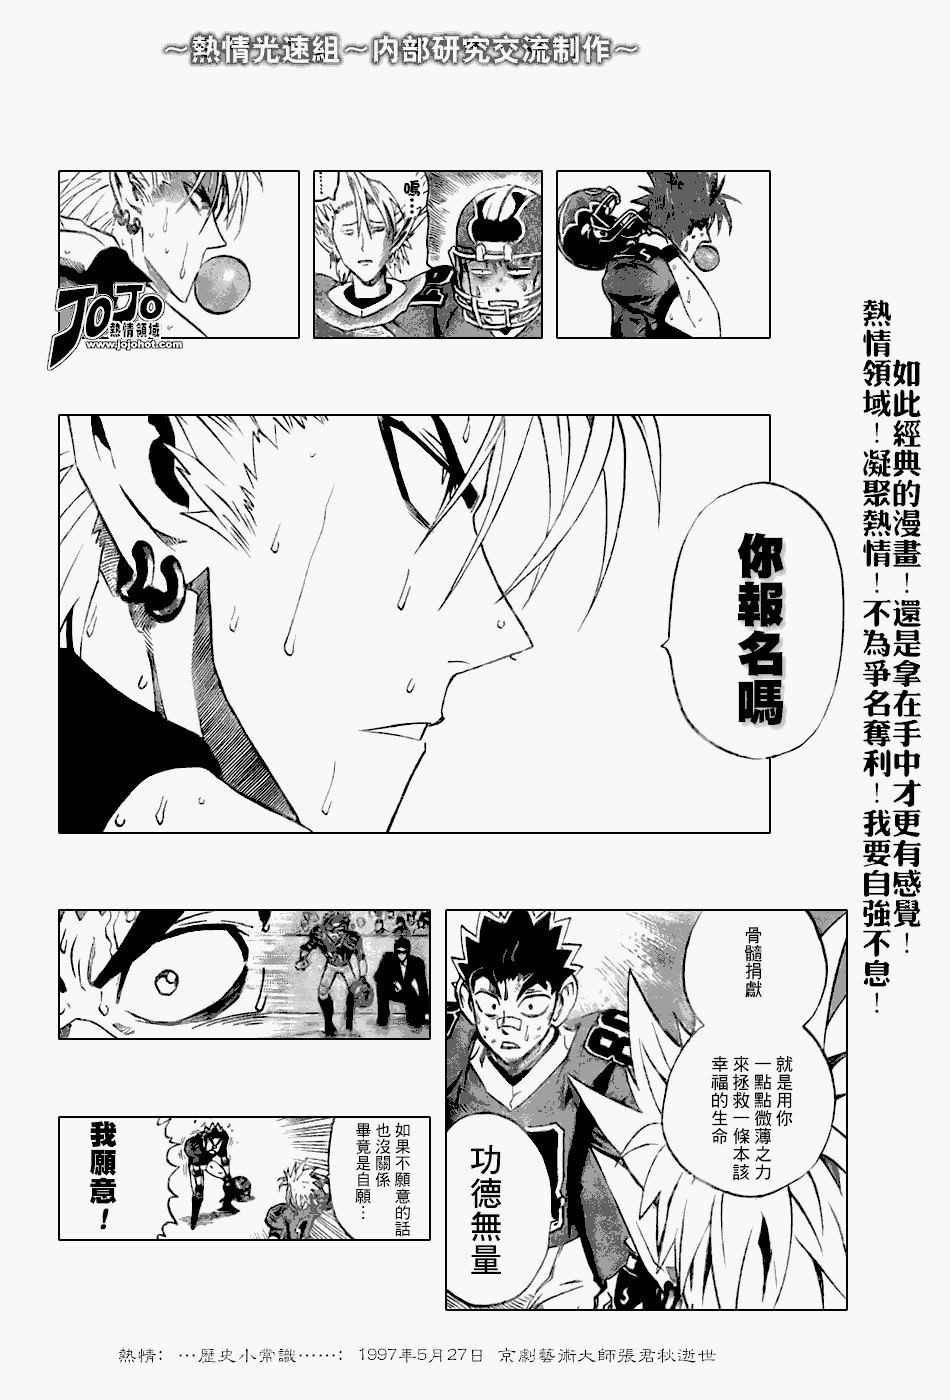 ～熱情光速組～內部研究交流制作～
嗚…
……
JOJO
熱情領域
www.jojohot.com
如此經典的漫畫！還是拿在手中才更有感覺！
熱情領域！凝聚熱情！不為爭名奪利！我要自強不息！
你報名嗎
骨髓捐獻
就是用你
一點點微薄之力
來拯救一條本該
幸福的生命
功德無量
如果不願意的話
也沒關係
畢竟是自願…
我願意！
熱情：…歷史小常識……：1997年5月27日 京劇藝術大師張君秋逝世